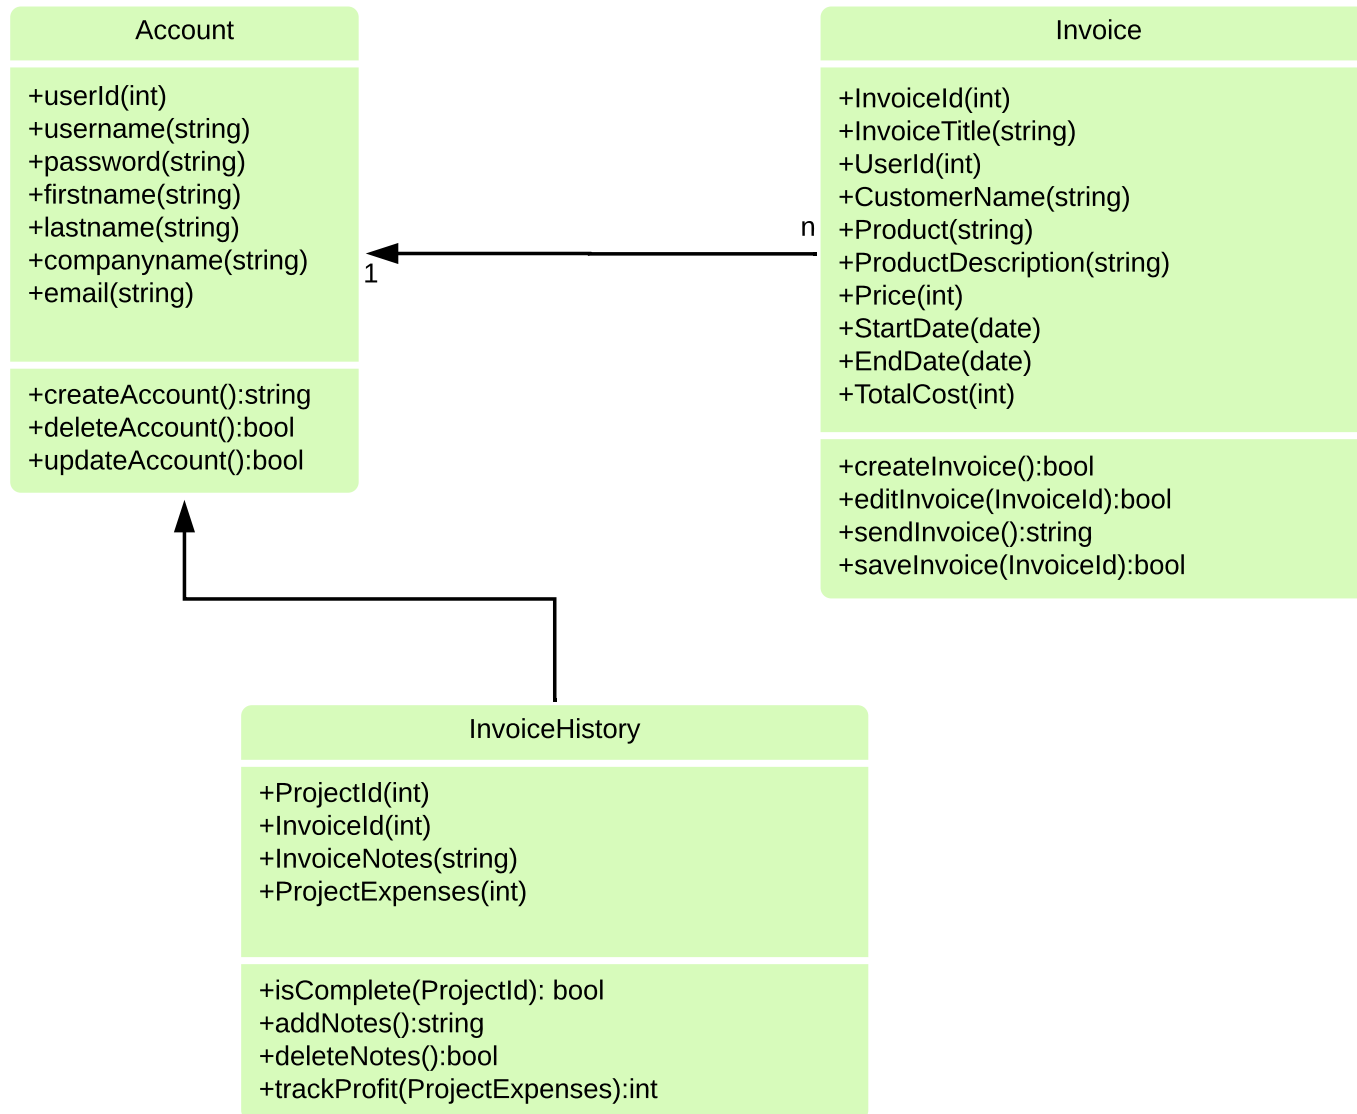 Account
+userId(int)
+username(string)
+password(string)
+firstname(string)
+lastname(string)
+companyname(string)
+email(string)
+createAccount():string
+deleteAccount():bool
+updateAccount():bool
1
n
Invoice
+InvoiceId(int)
+InvoiceTitle(string)
+UserId(int)
+CustomerName(string)
+Product(string)
+ProductDescription(string)
+Price(int)
+StartDate(date)
+EndDate(date)
+TotalCost(int)
+createInvoice():bool
+editInvoice(InvoiceId):bool
+sendInvoice():string
+saveInvoice(InvoiceId):bool
InvoiceHistory
+ProjectId(int)
+InvoiceId(int)
+InvoiceNotes(string)
+ProjectExpenses(int)
+isComplete(ProjectId): bool
+addNotes():string
+deleteNotes():bool
+trackProfit(ProjectExpenses):int